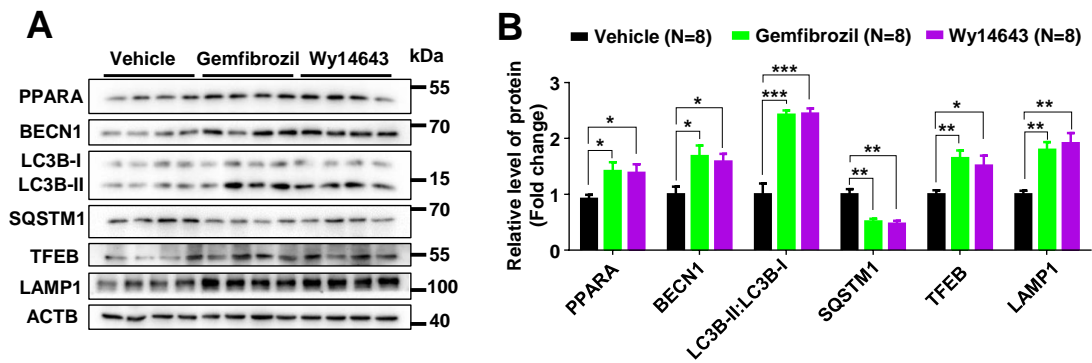 A
Vehicle Gemfibrozil Wy14643 kDa
PPARA 55
BECN1 70
LC3B-I
LC3B-II 15
SQSTM1 70
TFEB 55
LAMP1 100
ACTB 40
B
Vehicle (N=8) Gemfibrozil (N=8) Wy14643 (N=8)
Relative level of protein
(Fold change)
3
2
1
0
* *
* *
*** ***
** **
** *
** **
PPARA
BECN1
LC3B-II:LC3B-I
SQSTM1
TFEB
LAMP1